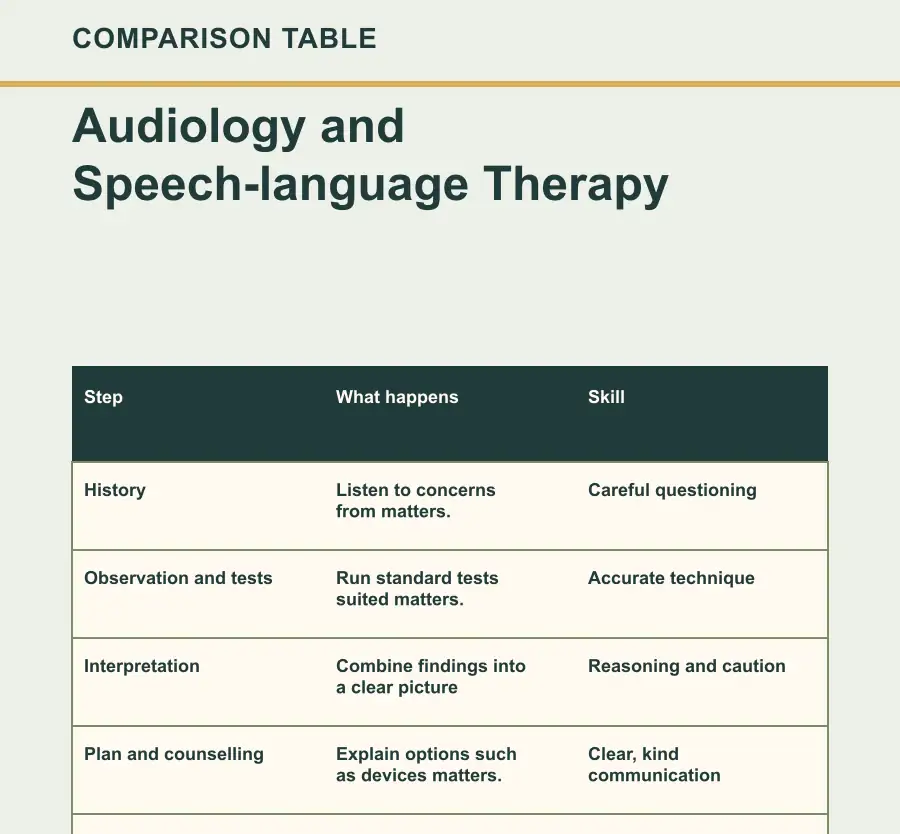 COMPARISON TABLE
Audiology and
Speech-language Therapy
Step
What happens
Skill
History
Listen to concerns
from matters.
Careful questioning
Observation and tests
Run standard tests
suited matters.
Accurate technique
Interpretation
Combine findings into
a clear picture
Reasoning and caution
Plan and counselling
Explain options such
as devices matters.
Clear, kind
communication